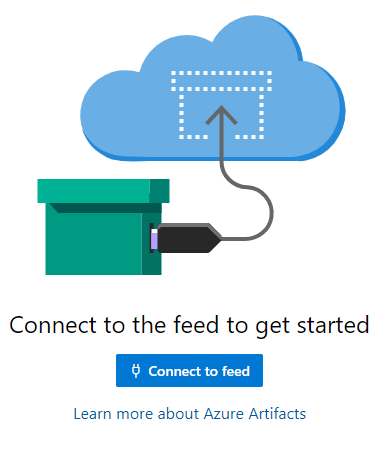 Connect to the feed to get started
Connect to feed
Learn more about Azure Artifacts